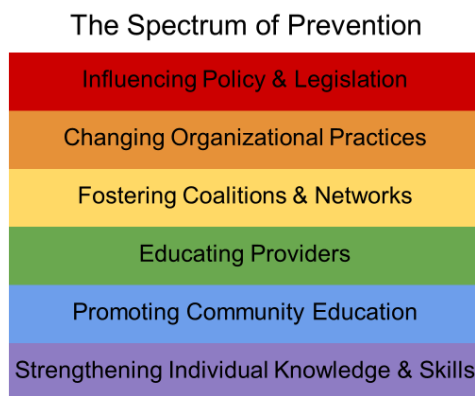 The Spectrum of Prevention
Influencing Policy & Legislation
Changing Organizational Practices
Fostering Coalitions & Networks
Educating Providers
Promoting Community Education
Strengthening Individual Knowledge & Skills